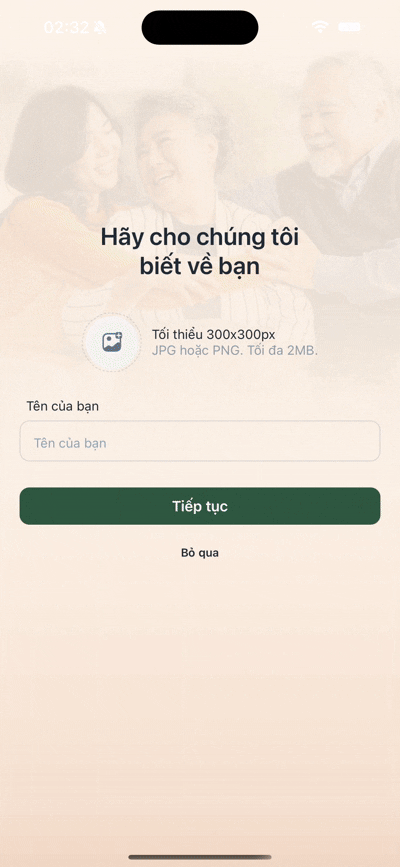 02:32
Hãy cho chúng tôi
biết về bạn
Tối thiểu 300x300px
JPG hoặc PNG. Tối đa 2MB.
Tên của bạn
Tên của bạn
Tiếp tục
Bỏ qua